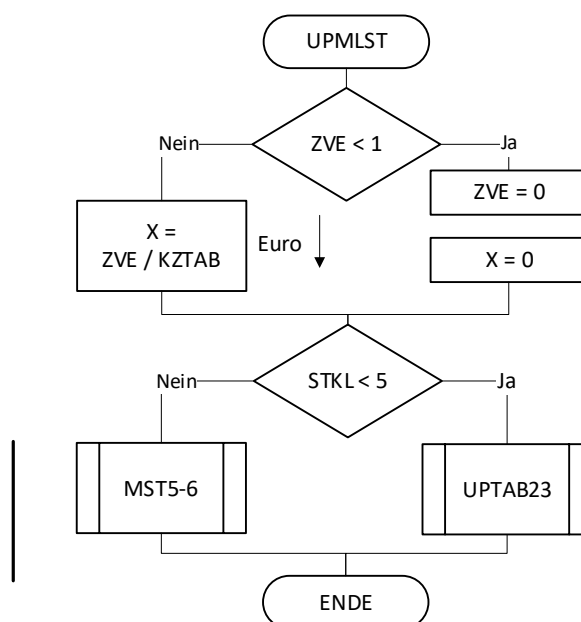 UPMLST
ZVE < 1
Nein
Ja
ZVE = 0
X =
ZVE / KZTAB
Euro
X = 0
STKL < 5
Nein
Ja
MST5-6
UPTAB23
ENDE